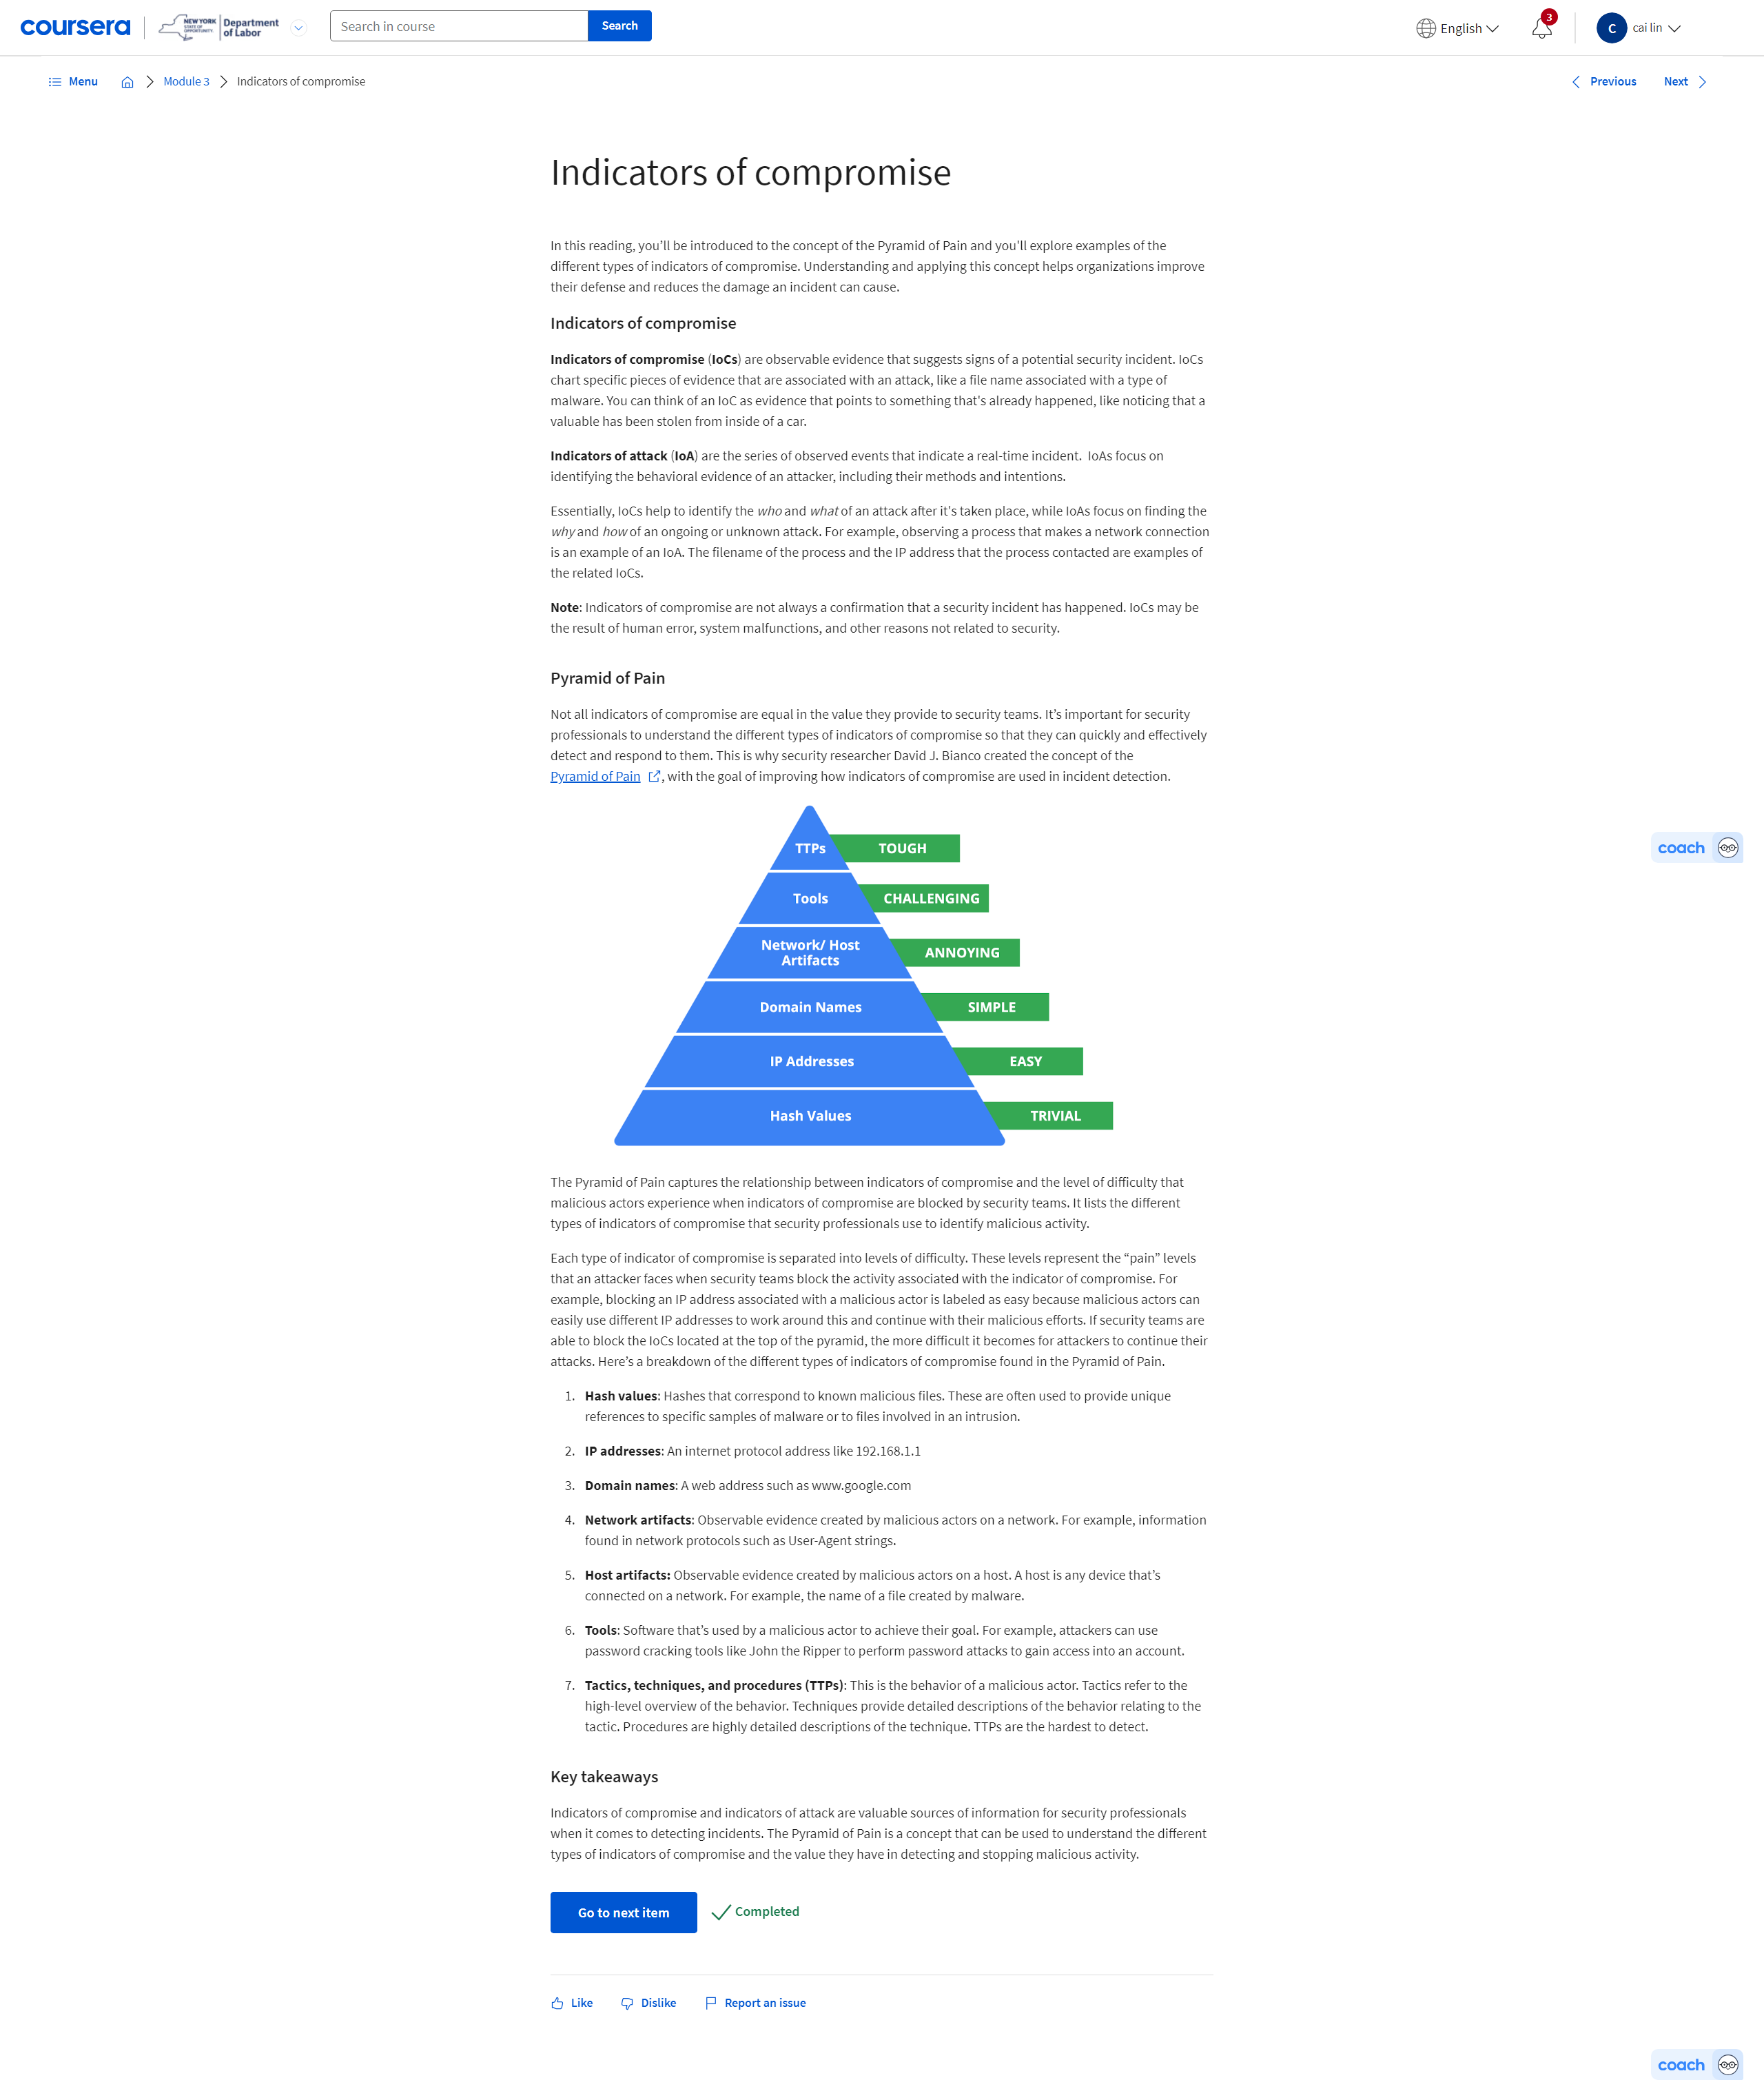 coursera
NEW YORK
STATE OF
OPPORTUNITY.
Department
of Labor
Search in course
Search
English
3
C
cai lin
Menu
Module 3
Indicators of compromise
Previous
Next
Indicators of compromise
In this reading, you’ll be introduced to the concept of the Pyramid of Pain and you'll explore examples of the
different types of indicators of compromise. Understanding and applying this concept helps organizations improve
their defense and reduces the damage an incident can cause.
Indicators of compromise
Indicators of compromise (IoCs) are observable evidence that suggests signs of a potential security incident. IoCs
chart specific pieces of evidence that are associated with an attack, like a file name associated with a type of
malware. You can think of an IoC as evidence that points to something that's already happened, like noticing that a
valuable has been stolen from inside of a car.
Indicators of attack (IoA) are the series of observed events that indicate a real-time incident.  IoAs focus on
identifying the behavioral evidence of an attacker, including their methods and intentions.
Essentially, IoCs help to identify the who and what of an attack after it's taken place, while IoAs focus on finding the
why and how of an ongoing or unknown attack. For example, observing a process that makes a network connection
is an example of an IoA. The filename of the process and the IP address that the process contacted are examples of
the related IoCs.
Note: Indicators of compromise are not always a confirmation that a security incident has happened. IoCs may be
the result of human error, system malfunctions, and other reasons not related to security.
Pyramid of Pain
Not all indicators of compromise are equal in the value they provide to security teams. It’s important for security
professionals to understand the different types of indicators of compromise so that they can quickly and effectively
detect and respond to them. This is why security researcher David J. Bianco created the concept of the
Pyramid of Pain, with the goal of improving how indicators of compromise are used in incident detection.
TTPs TOUGH
Tools CHALLENGING
Network/ Host
Artifacts ANNOYING
Domain Names SIMPLE
IP Addresses EASY
Hash Values TRIVIAL
coach
The Pyramid of Pain captures the relationship between indicators of compromise and the level of difficulty that
malicious actors experience when indicators of compromise are blocked by security teams. It lists the different
types of indicators of compromise that security professionals use to identify malicious activity.
Each type of indicator of compromise is separated into levels of difficulty. These levels represent the “pain” levels
that an attacker faces when security teams block the activity associated with the indicator of compromise. For
example, blocking an IP address associated with a malicious actor is labeled as easy because malicious actors can
easily use different IP addresses to work around this and continue with their malicious efforts. If security teams are
able to block the IoCs located at the top of the pyramid, the more difficult it becomes for attackers to continue their
attacks. Here’s a breakdown of the different types of indicators of compromise found in the Pyramid of Pain.
1. Hash values: Hashes that correspond to known malicious files. These are often used to provide unique
references to specific samples of malware or to files involved in an intrusion.
2. IP addresses: An internet protocol address like 192.168.1.1
3. Domain names: A web address such as www.google.com
4. Network artifacts: Observable evidence created by malicious actors on a network. For example, information
found in network protocols such as User-Agent strings.
5. Host artifacts: Observable evidence created by malicious actors on a host. A host is any device that’s
connected on a network. For example, the name of a file created by malware.
6. Tools: Software that’s used by a malicious actor to achieve their goal. For example, attackers can use
password cracking tools like John the Ripper to perform password attacks to gain access into an account.
7. Tactics, techniques, and procedures (TTPs): This is the behavior of a malicious actor. Tactics refer to the
high-level overview of the behavior. Techniques provide detailed descriptions of the behavior relating to the
tactic. Procedures are highly detailed descriptions of the technique. TTPs are the hardest to detect.
Key takeaways
Indicators of compromise and indicators of attack are valuable sources of information for security professionals
when it comes to detecting incidents. The Pyramid of Pain is a concept that can be used to understand the different
types of indicators of compromise and the value they have in detecting and stopping malicious activity.
Go to next item
Completed
Like
Dislike
Report an issue
coach